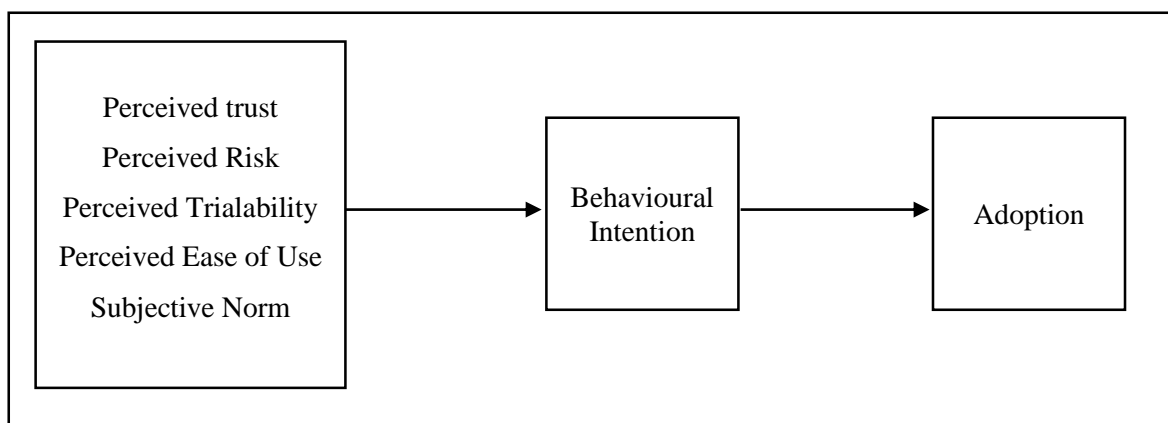 Perceived trust
Perceived Risk
Perceived Trialability
Perceived Ease of Use
Subjective Norm
Behavioural
Intention
Adoption